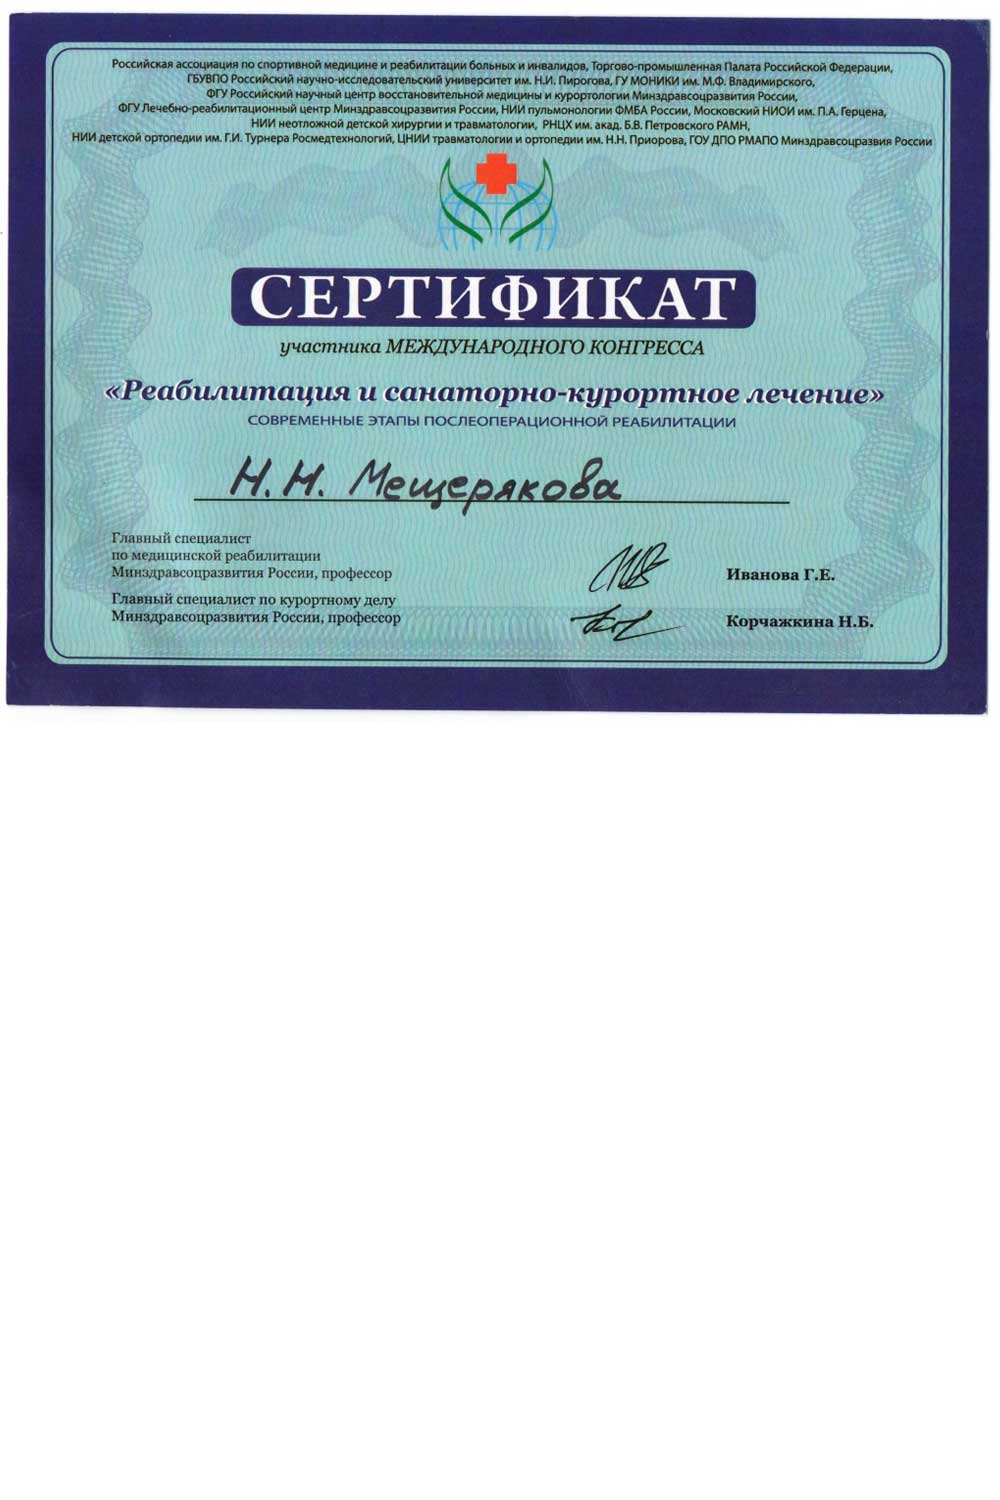 Российская ассоциация по спортивной медицине и реабилитации больных и инвалидов, Торгово-промышленная Палата Российской Федерации,
ГБУВПО Российский научно-исследовательский университет им. Н.И. Пирогова, ГУ МОНИКИ им. М.Ф. Владимирского,
ФГУ Российский научный центр восстановительной медицины и курортологии Минздравсоцразвития России,
ФГУ Лечебно-реабилитационный центр Минздравсоцразвития России, НИИ пульмонологии ФМБА России, Московский НИОИ им. П.А. Герцена,
НИИ неотложной детской хирургии и травматологии, РНЦХ им. акад. Б.В. Петровского РАМН,
НИИ детской ортопедии им. Г.И. Турнера Росмедтехнологий, ЦНИИ травматологии и ортопедии им. Н.Н. Приорова, ГОУ ДПО РМАПО Минздравсоцразвия России
СЕРТИФИКАТ
участника МЕЖДУНАРОДНОГО КОНГРЕССА
«Реабилитация и санаторно-курортное лечение»
СОВРЕМЕННЫЕ ЭТАПЫ ПОСЛЕОПЕРАЦИОННОЙ РЕАБИЛИТАЦИИ
Н.Н. Мещерякова
Главный специалист
по медицинской реабилитации
Минздравсоцразвития России, профессор Иванова Г.Е.
Главный специалист по курортному делу
Минздравсоцразвития России, профессор Корчажкина Н.Б.